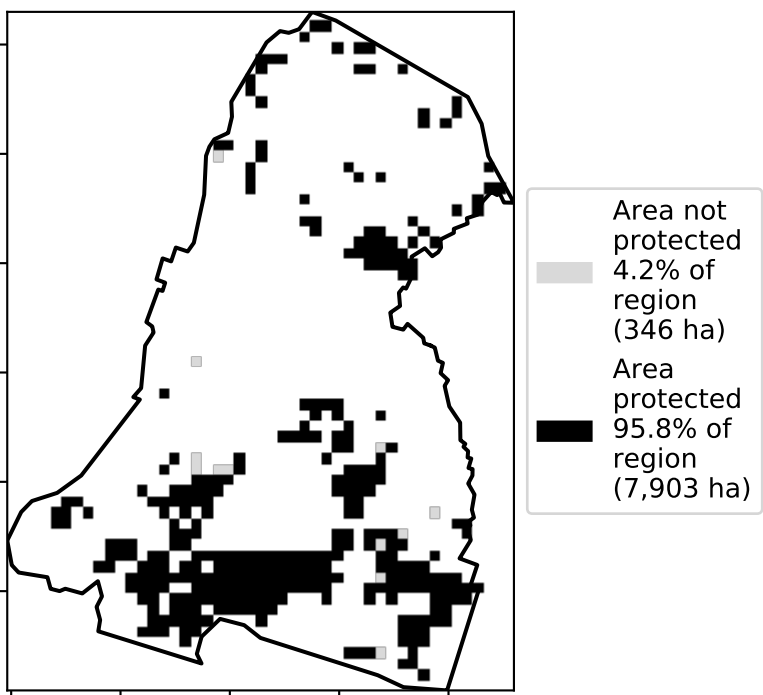 Area not
protected
4.2% of
region
(346 ha)
Area
protected
95.8% of
region
(7,903 ha)